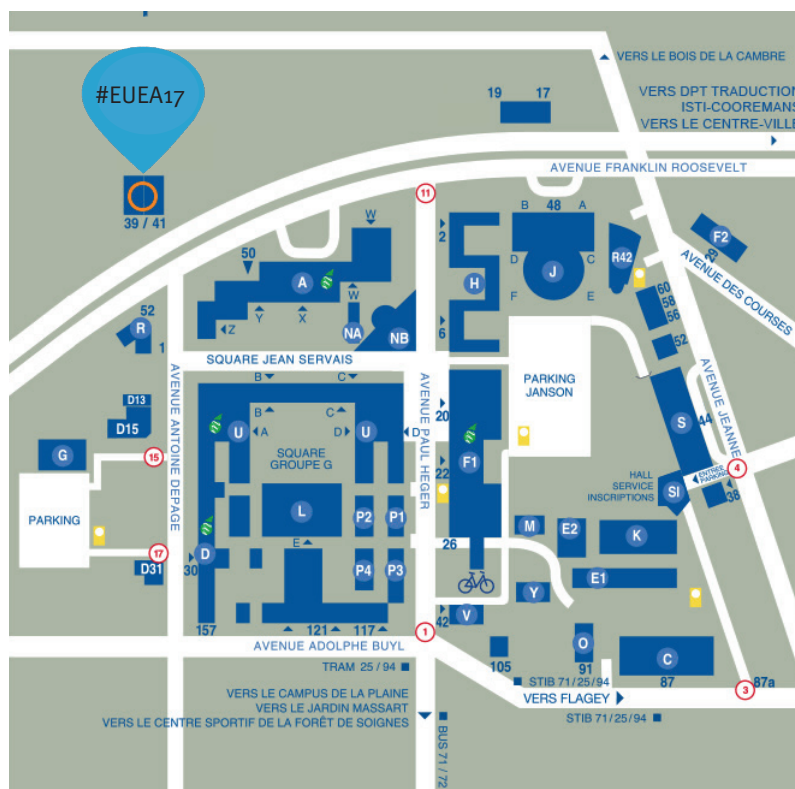 #EUEA17
VERS LE BOIS DE LA CAMBRE
VERS DPT TRADUCTION
ISTI-COOREMANS
VERS LE CENTRE-VILLE
19 17
AVENUE FRANKLIN ROOSEVELT
39 / 41
11
W
B 48 A
2
F2
29
50
R42
D C
J
A
H
W
F E
AVENUE DES COURSES
60
58
56
52
R
1
Z
Y
X
NA
NB
6
52
SQUARE JEAN SERVAIS
PARKING
JANSON
B C
D13
D15
AVENUE ANTOINE DEPAGE
AVENUE PAUL HEGER
AVENUE JEANNE
20
B C
S
44
U
A
D
U
D
SQUARE
GROUPE G
G
15
22
F1
HALL
SERVICE
INSCRIPTIONS
ENTRÉE
PARKING
4
SI
38
PARKING
L
P2
P1
M
E2
K
E
26
17
D
30
D31
P4
P3
E1
Y
42
V
157
121
117
1
AVENUE ADOLPHE BUYL
105
O
91
C
87
87a
3
TRAM 25 / 94
STIB 71 / 25 / 94
VERS LE CAMPUS DE LA PLAINE
VERS LE JARDIN MASSART
VERS LE CENTRE SPORTIF DE LA FORÊT DE SOIGNES
VERS FLAGEY
STIB 71 / 25 / 94
BUS 71 / 72